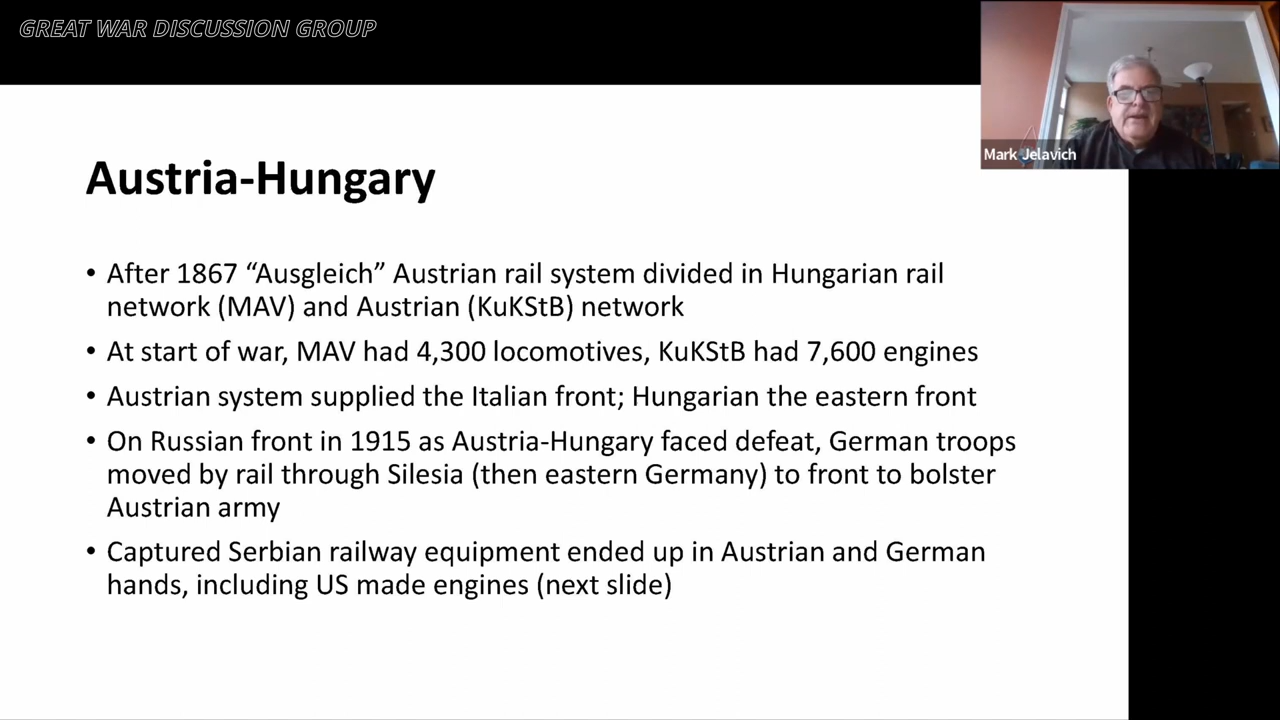 GREAT WAR DISCUSSION GROUP
Mark Jelavich
Austria-Hungary
• After 1867 “Ausgleich” Austrian rail system divided in Hungarian rail
network (MAV) and Austrian (KuKStB) network
• At start of war, MAV had 4,300 locomotives, KuKStB had 7,600 engines
• Austrian system supplied the Italian front; Hungarian the eastern front
• On Russian front in 1915 as Austria-Hungary faced defeat, German troops
moved by rail through Silesia (then eastern Germany) to front to bolster
Austrian army
• Captured Serbian railway equipment ended up in Austrian and German
hands, including US made engines (next slide)